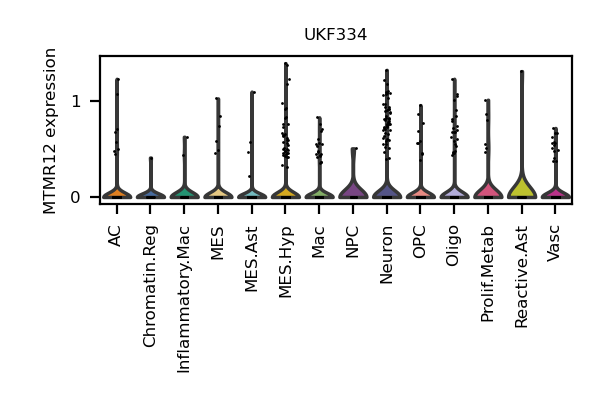 UKF334
MTMR12 expression
1
0
AC
Chromatin.Reg
Inflammatory.Mac
MES
MES.Ast
MES.Hyp
Mac
NPC
Neuron
OPC
Oligo
Prolif.Metab
Reactive.Ast
Vasc